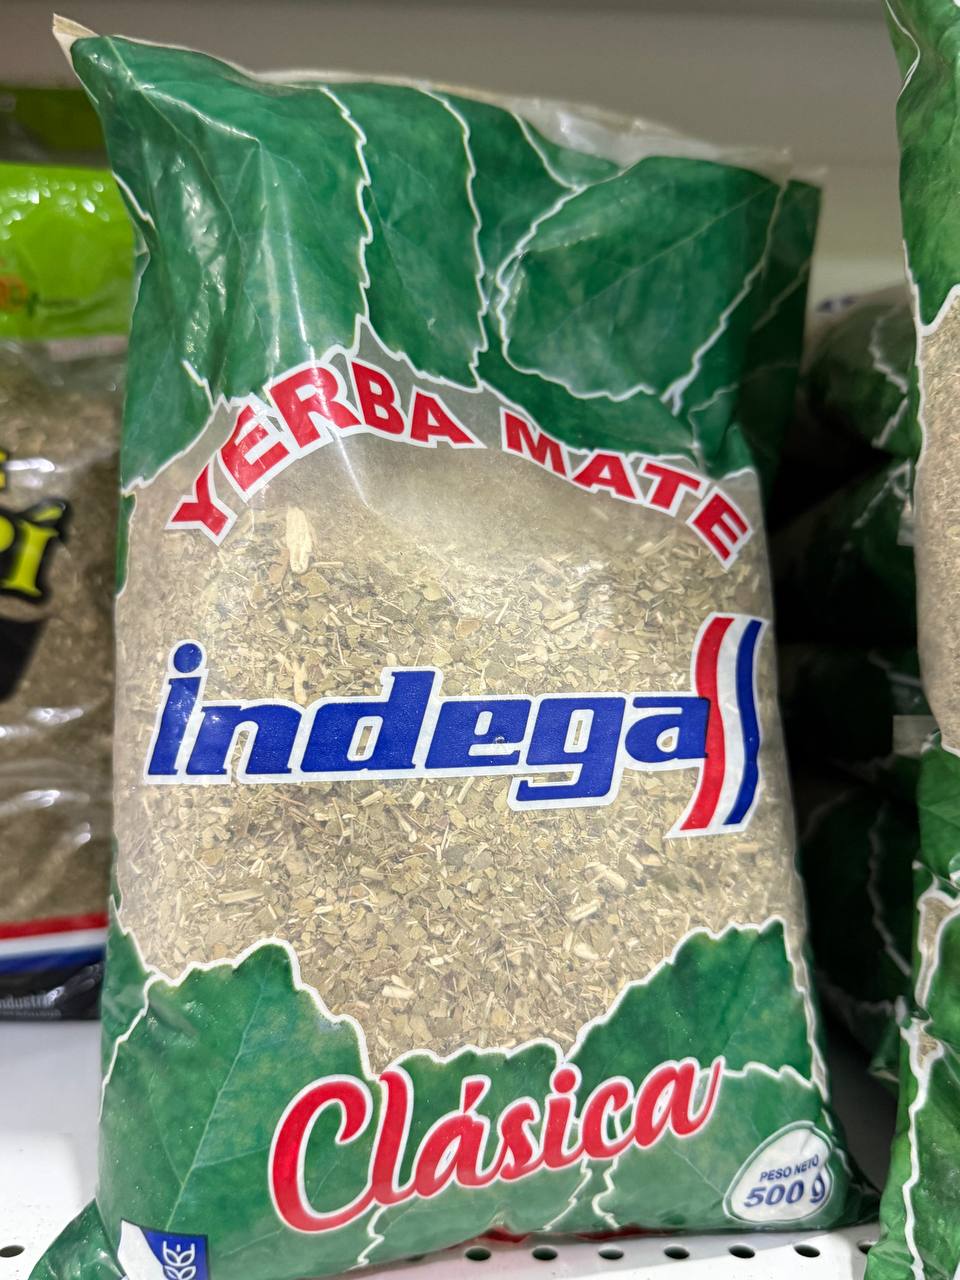 YERBA MATE
indega
Clásica
PESO NETO
500 g